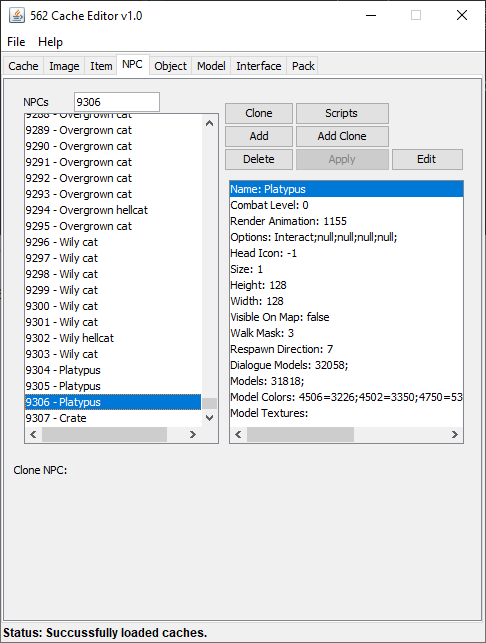 562 Cache Editor v1.0
File Help
Cache Image Item NPC Object Model Interface Pack
NPCs 9306
Clone Scripts
Add Add Clone
Delete Apply Edit
9288 - Overgrown cat
9289 - Overgrown cat
9290 - Overgrown cat
9291 - Overgrown cat
9292 - Overgrown cat
9293 - Overgrown cat
9294 - Overgrown hellcat
9295 - Overgrown cat
9296 - Wily cat
9297 - Wily cat
9298 - Wily cat
9299 - Wily cat
9300 - Wily cat
9301 - Wily cat
9302 - Wily hellcat
9303 - Wily cat
9304 - Platypus
9305 - Platypus
9306 - Platypus
9307 - Crate
Name: Platypus
Combat Level: 0
Render Animation: 1155
Options: Interact;null;null;null;null;
Head Icon: -1
Size: 1
Height: 128
Width: 128
Visible On Map: false
Walk Mask: 3
Respawn Direction: 7
Dialogue Models: 32058;
Models: 31818;
Model Colors: 4506=3226;4502=3350;4750=53
Model Textures:
Clone NPC:
Status: Succussfully loaded caches.